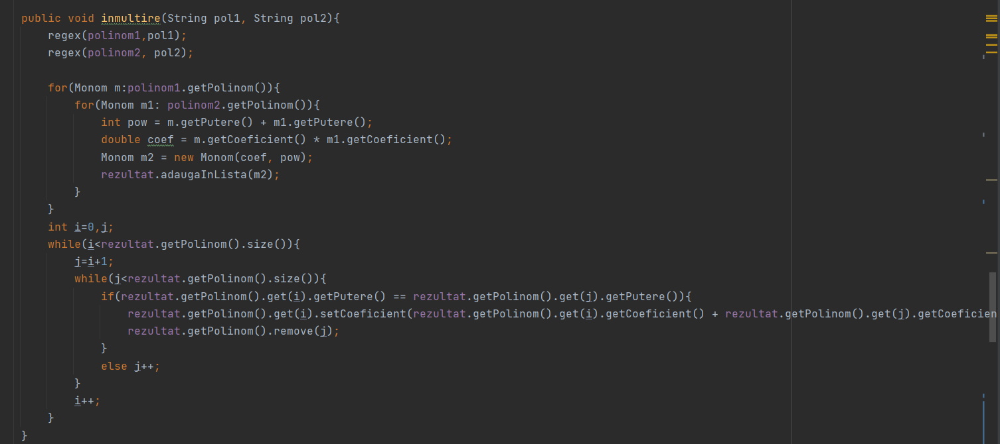 public void inmultire(String pol1, String pol2){
regex(polinom1,pol1);
regex(polinom2, pol2);
for(Monom m:polinom1.getPolinom()){
for(Monom m1: polinom2.getPolinom()){
int pow = m.getPutere() + m1.getPutere();
double coef = m.getCoeficient() * m1.getCoeficient();
Monom m2 = new Monom(coef, pow);
rezultat.adaugaInLista(m2);
}
}
int i=0,j;
while(i<rezultat.getPolinom().size()){
j=i+1;
while(j<rezultat.getPolinom().size()){
if(rezultat.getPolinom().get(i).getPutere() == rezultat.getPolinom().get(j).getPutere()){
rezultat.getPolinom().get(i).setCoeficient(rezultat.getPolinom().get(i).getCoeficient() + rezultat.getPolinom().get(j).getCoeficien
rezultat.getPolinom().remove(j);
}
else j++;
}
i++;
}
}